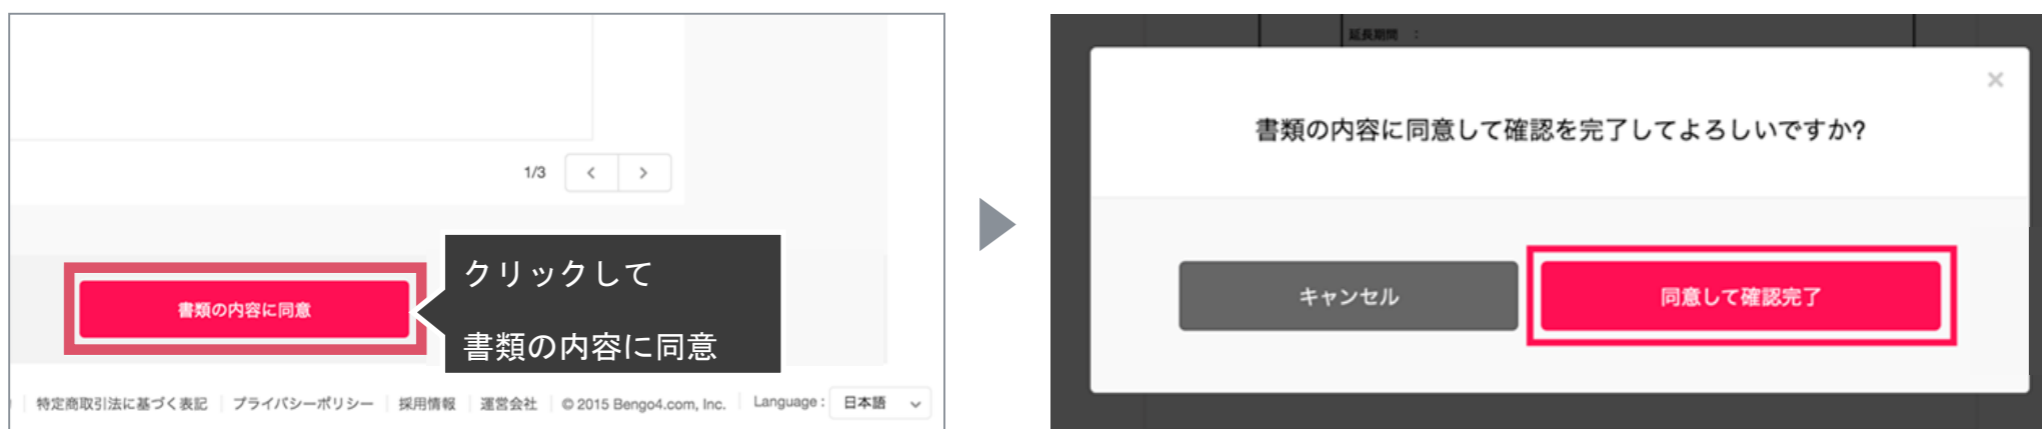 1/3
書類の内容に同意
クリックして
書類の内容に同意
特定商取引法に基づく表記 プライバシーポリシー 採用情報 運営会社 © 2015 Bengo4.com, Inc. Language : 日本語
延長期間 ：
書類の内容に同意して確認を完了してよろしいですか?
キャンセル
同意して確認完了